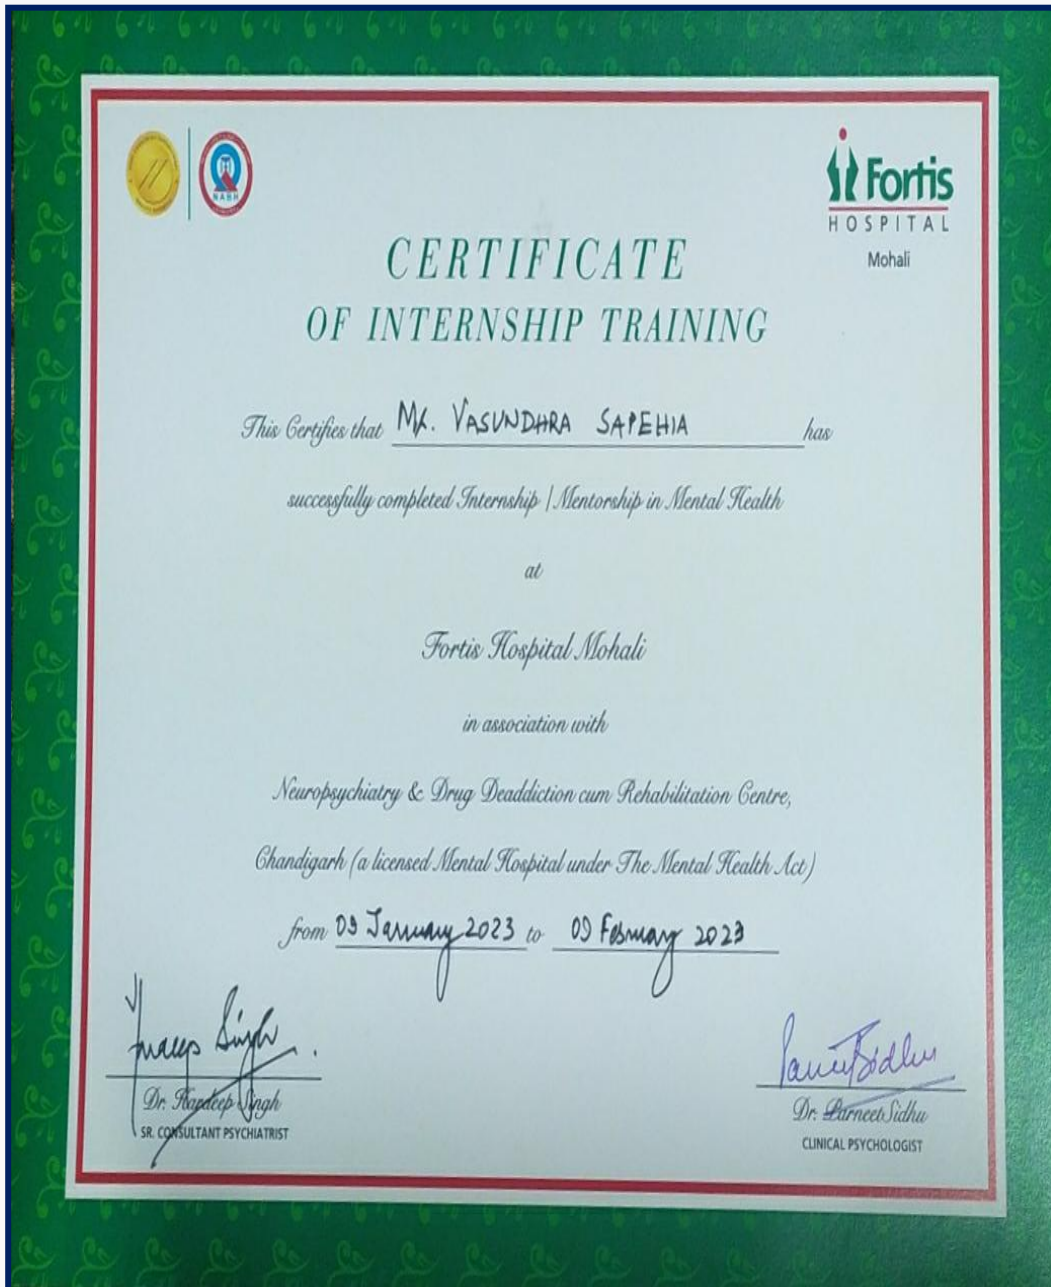 NABH
Fortis
HOSPITAL
Mohali
CERTIFICATE
OF INTERNSHIP TRAINING
This Certifies that Ms. VASUNDHRA SAPEHIA has
successfully completed Internship | Mentorship in Mental Health
at
Fortis Hospital Mohali
in association with
Neuropsychiatry & Drug Deaddiction cum Rehabilitation Centre,
Chandigarh (a licensed Mental Hospital under The Mental Health Act)
from 09 January 2023 to 09 February 2023
Dr. Hardeep Singh
SR. CONSULTANT PSYCHIATRIST
Dr. Parneet Sidhu
CLINICAL PSYCHOLOGIST